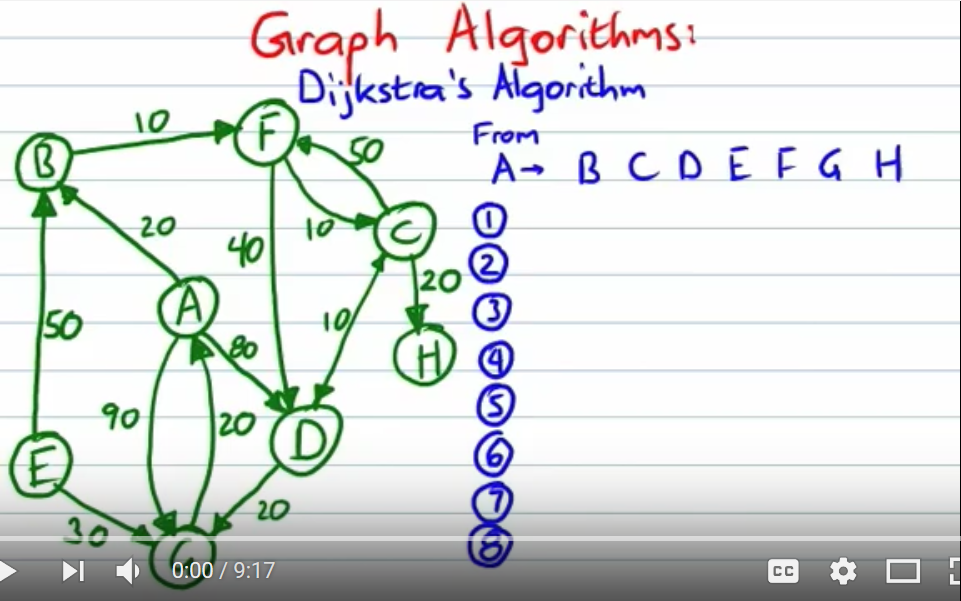 Graph Algorithms:
Dijkstra's Algorithm
From
A→ B C D E F G H
1
2
3
4
5
6
7
8
B
10
F
50
20
40
10
C
20
A
80
10
H
50
90
20
D
E
30
20
G
0:00 / 9:17
CC